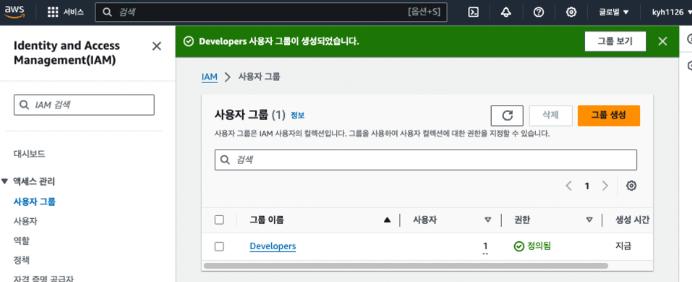 aws
서비스
검색
[옵션+S]
글로벌
kyh1126
Identity and Access
Management(IAM)
IAM 검색
대시보드
액세스 관리
사용자 그룹
사용자
역할
정책
자격 증명 공급자
Developers 사용자 그룹이 생성되었습니다.
그룹 보기
IAM
사용자 그룹
사용자 그룹 (1) 정보
삭제
그룹 생성
사용자 그룹은 IAM 사용자의 컬렉션입니다. 그룹을 사용하여 사용자 컬렉션에 대한 권한을 지정할 수 있습니다.
검색
1
그룹 이름
사용자
권한
생성 시간
Developers
1
정의됨
지금